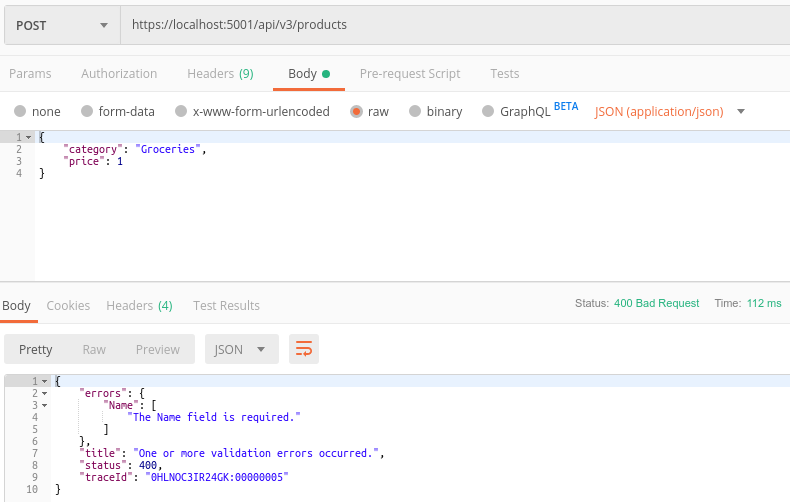 POST https://localhost:5001/api/v3/products
Params Authorization Headers (9) Body Pre-request Script Tests
none form-data x-www-form-urlencoded raw binary GraphQL BETA JSON (application/json)
1 {
2 "category": "Groceries",
3 "price": 1
4 }
Body Cookies Headers (4) Test Results Status: 400 Bad Request Time: 112 ms
Pretty Raw Preview JSON
1 {
2 "errors": {
3 "Name": [
4 "The Name field is required."
5 ]
6 },
7 "title": "One or more validation errors occurred.",
8 "status": 400,
9 "traceId": "0HLNOC3IR24GK:00000005"
10 }